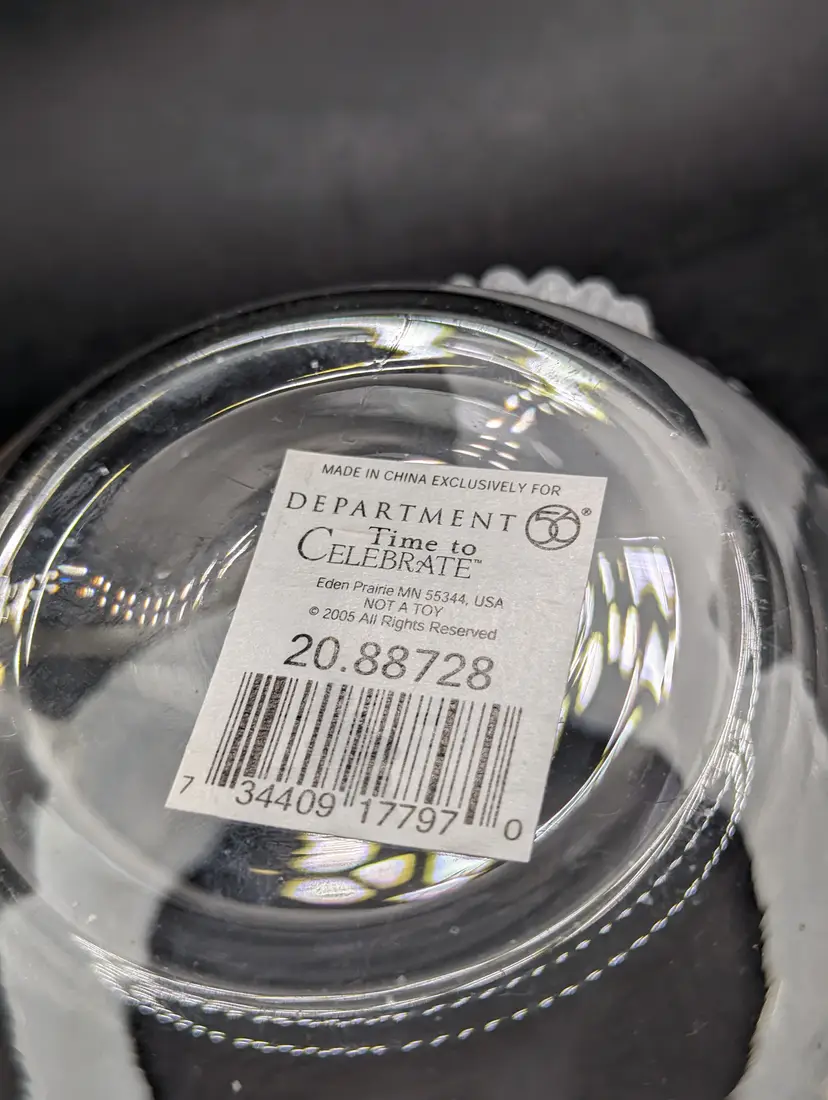 MADE IN CHINA EXCLUSIVELY FOR
DEPARTMENT 56®
Time to
CELEBRATE™
Eden Prairie MN 55344, USA
NOT A TOY
© 2005 All Rights Reserved
20.88728
7 34409 17797 0